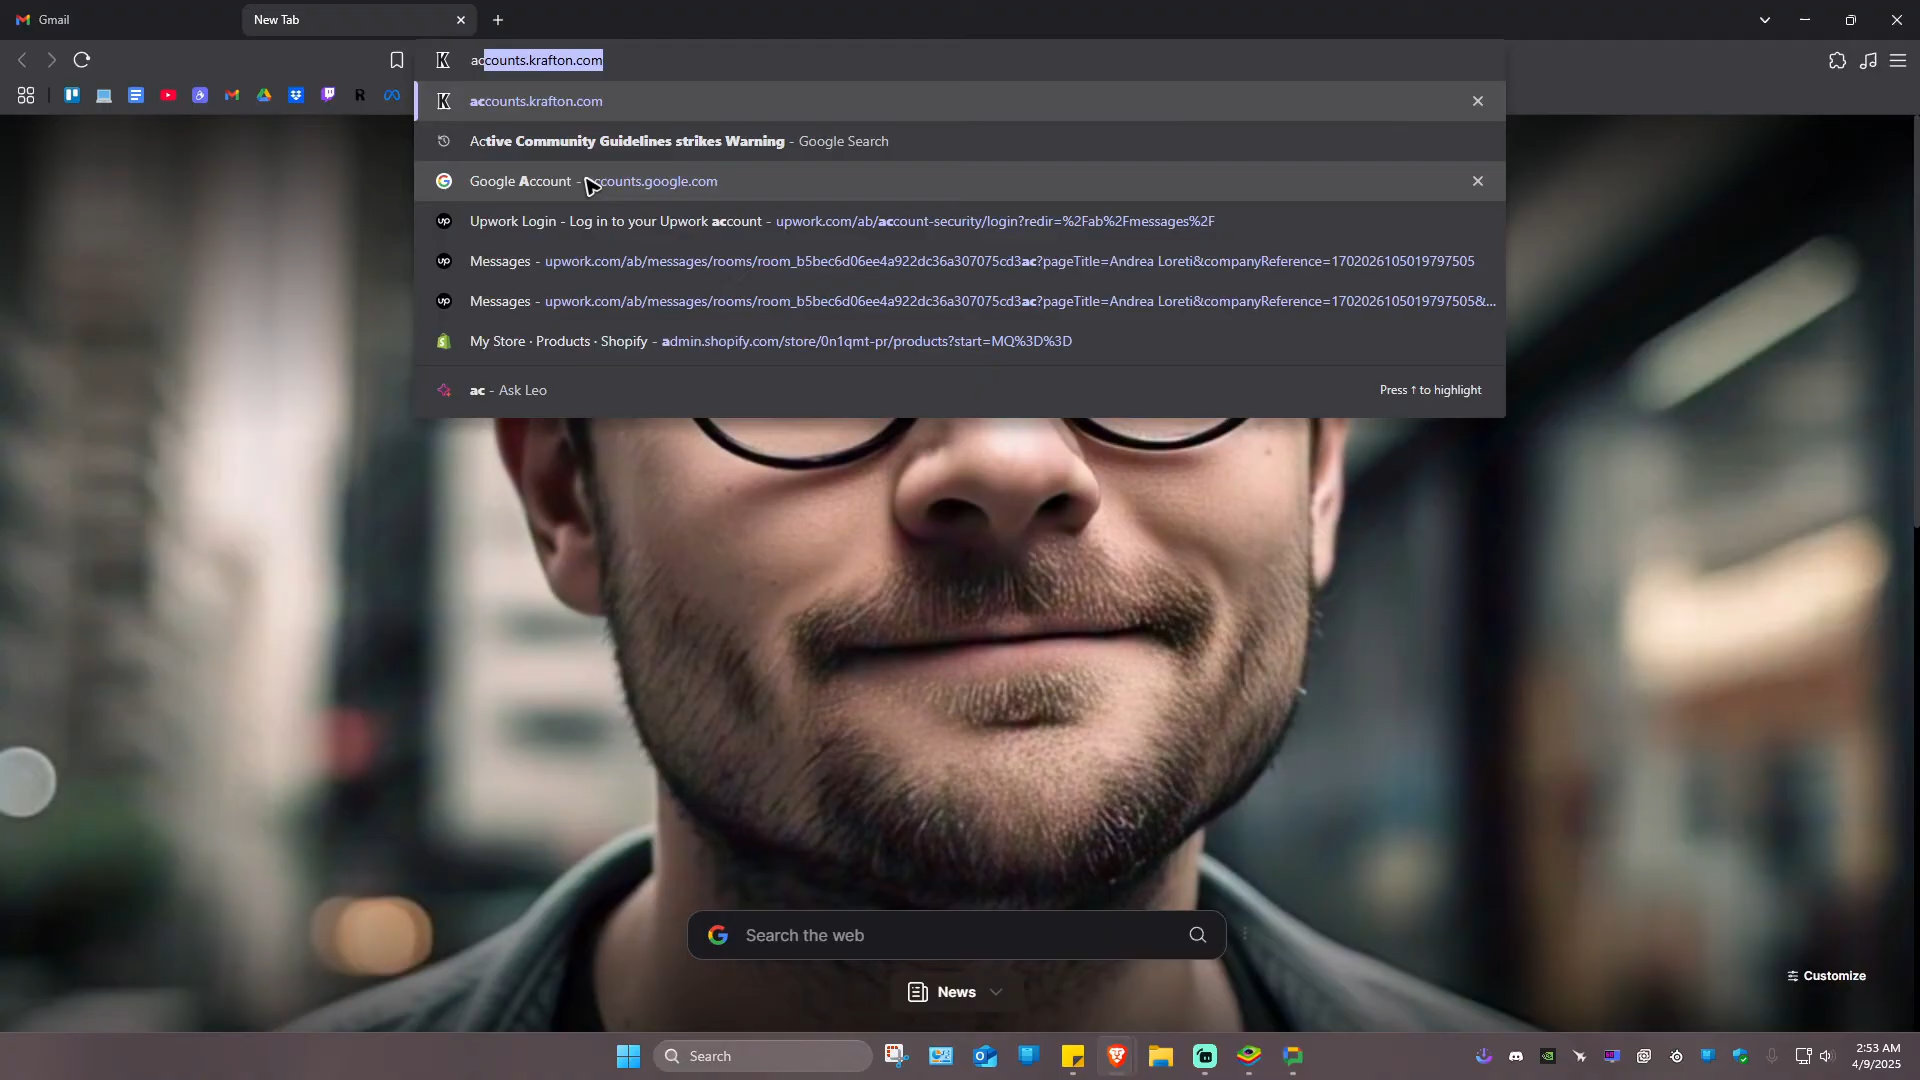 Gmail
New Tab
accounts.krafton.com
accounts.krafton.com
Active Community Guidelines strikes Warning - Google Search
Google Account - accounts.google.com
Upwork Login - Log in to your Upwork account - upwork.com/ab/account-security/login?redir=%2Fab%2Fmessages%2F
Messages - upwork.com/ab/messages/rooms/room_b5bec6d06ee4a922dc36a307075cd3ac?pageTitle=Andrea Loreti&companyReference=1702026105019797505
Messages - upwork.com/ab/messages/rooms/room_b5bec6d06ee4a922dc36a307075cd3ac?pageTitle=Andrea Loreti&companyReference=1702026105019797505&...
My Store · Products · Shopify - admin.shopify.com/store/0n1qmt-pr/products?start=MQ%3D%3D
ac - Ask Leo
Press ↑ to highlight
Search the web
Customize
News
Search
2:53 AM
4/9/2025